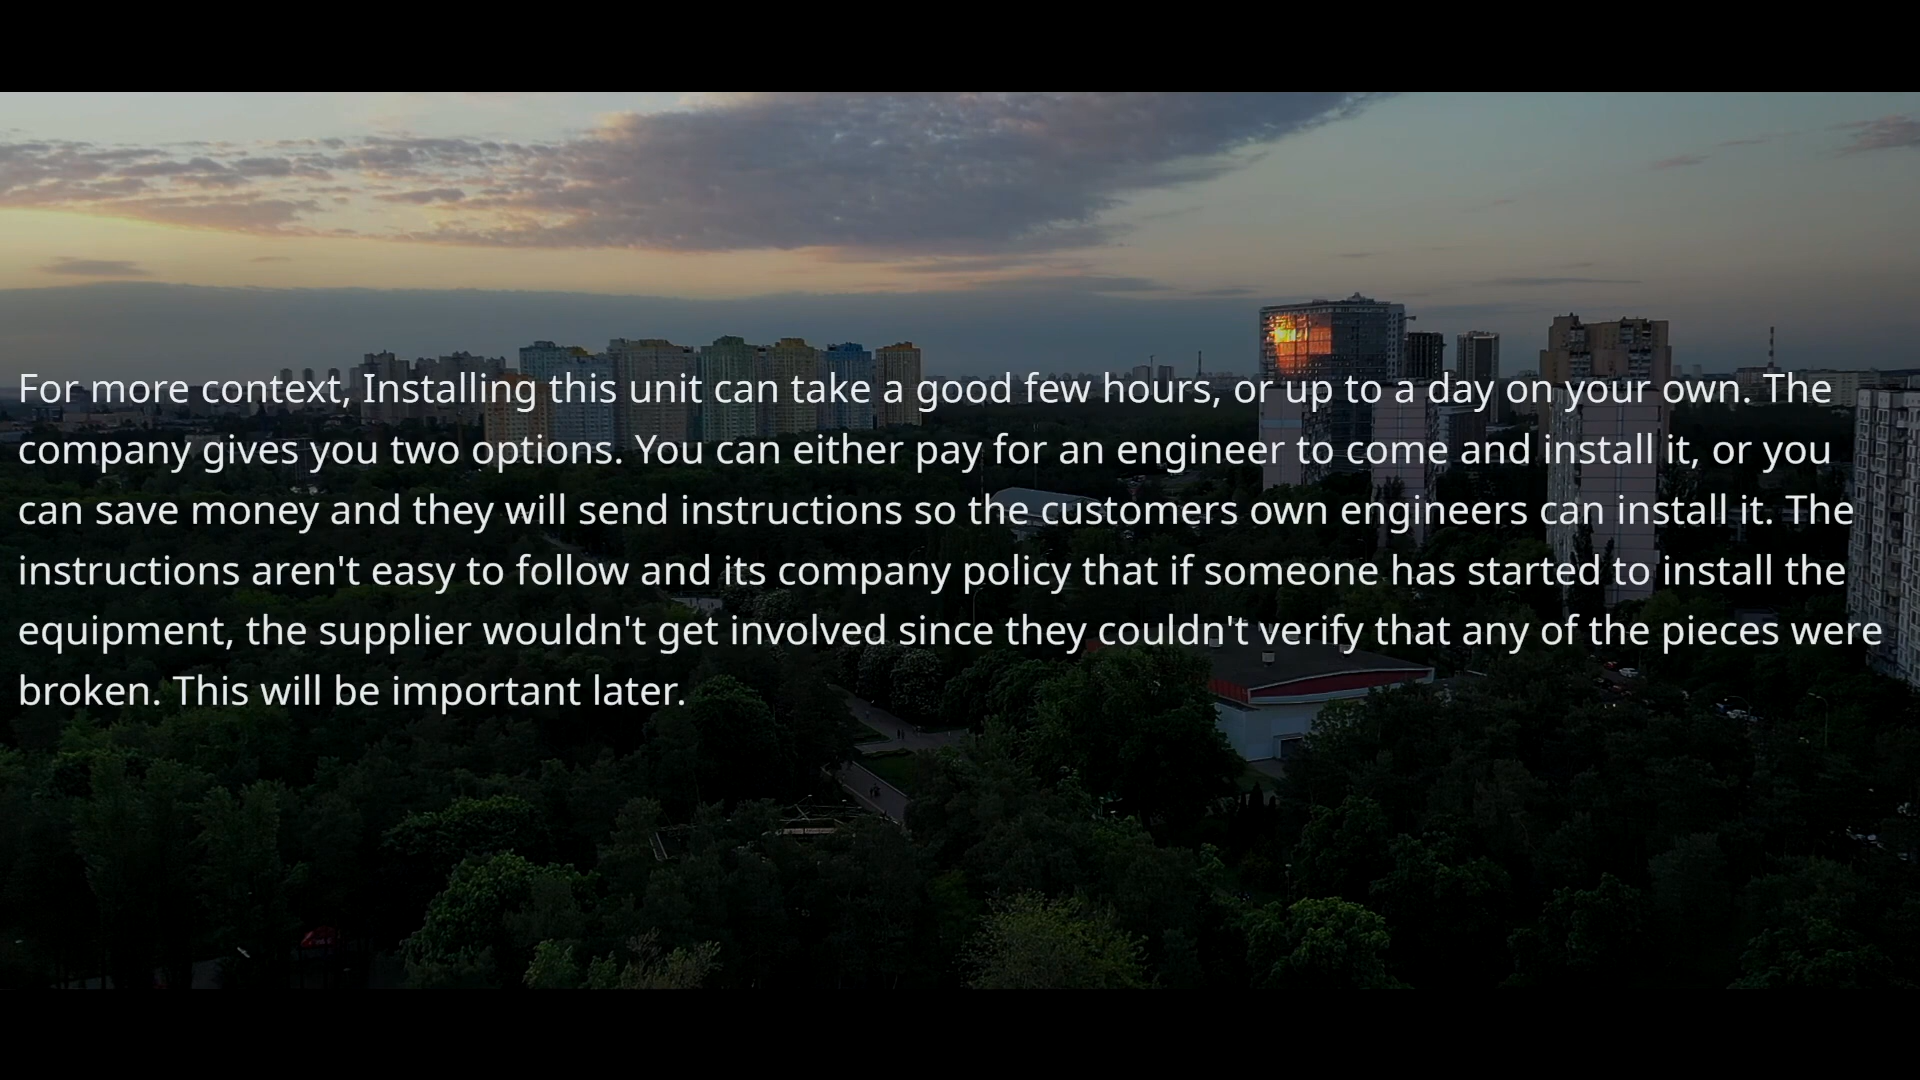 For more context, Installing this unit can take a good few hours, or up to a day on your own. The
company gives you two options. You can either pay for an engineer to come and install it, or you
can save money and they will send instructions so the customers own engineers can install it. The
instructions aren't easy to follow and its company policy that if someone has started to install the
equipment, the supplier wouldn't get involved since they couldn't verify that any of the pieces were
broken. This will be important later.